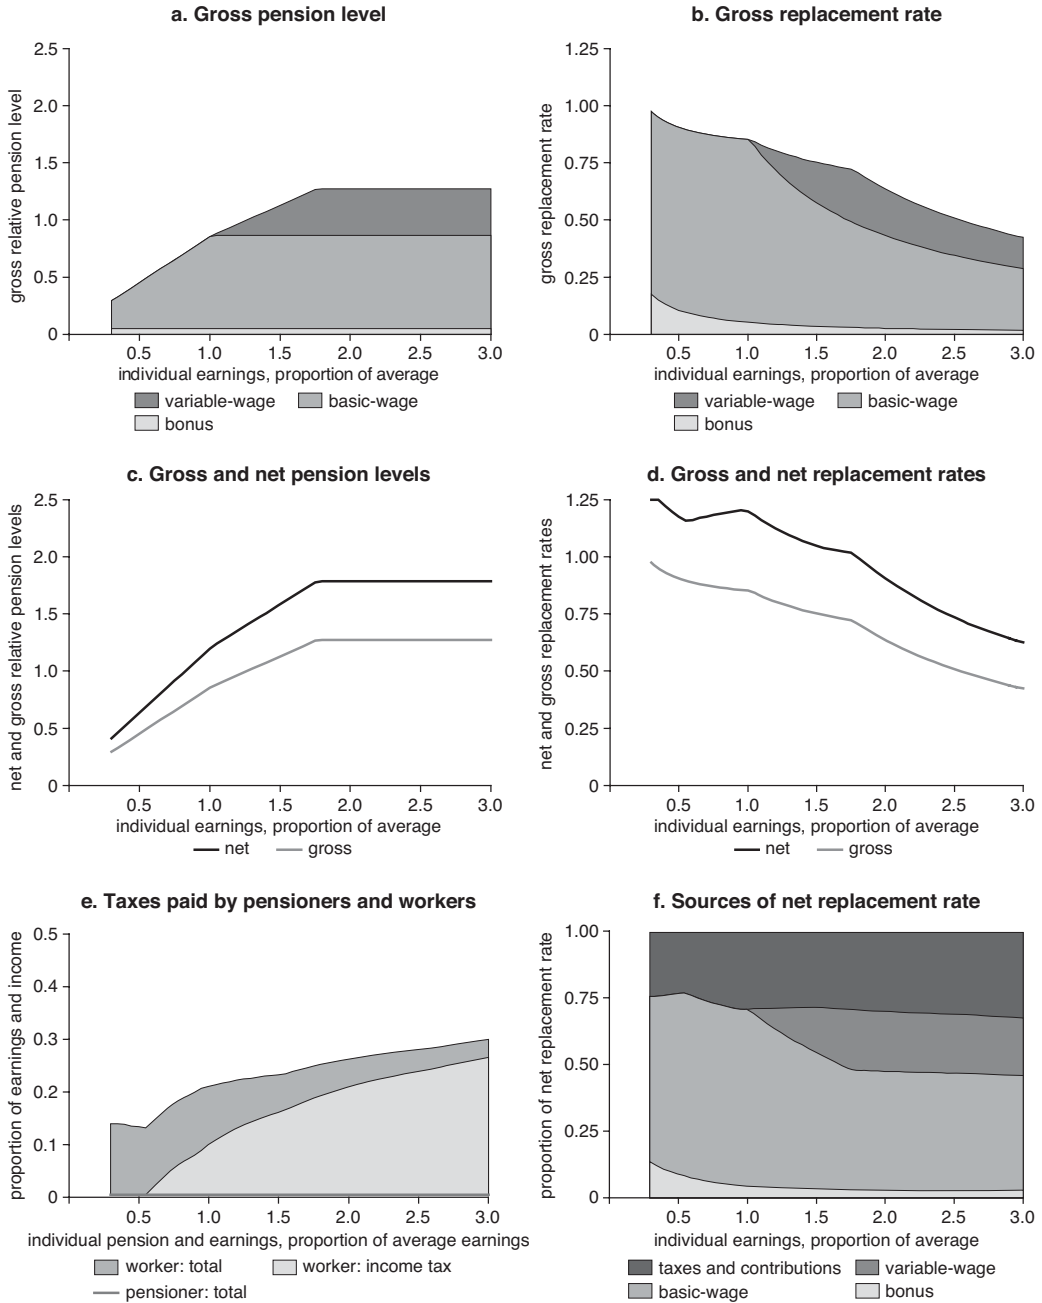 a. Gross pension level
gross relative pension level
2.5
2.0
1.5
1.0
0.5
0
0.5 1.0 1.5 2.0 2.5 3.0
individual earnings, proportion of average
variable-wage basic-wage
bonus
b. Gross replacement rate
gross replacement rate
1.25
1.00
0.75
0.50
0.25
0
0.5 1.0 1.5 2.0 2.5 3.0
individual earnings, proportion of average
variable-wage basic-wage
bonus
c. Gross and net pension levels
net and gross relative pension levels
2.5
2.0
1.5
1.0
0.5
0
0.5 1.0 1.5 2.0 2.5 3.0
individual earnings, proportion of average
net gross
d. Gross and net replacement rates
net and gross replacement rates
1.25
1.00
0.75
0.50
0.25
0
0.5 1.0 1.5 2.0 2.5 3.0
individual earnings, proportion of average
net gross
e. Taxes paid by pensioners and workers
proportion of earnings and income
0.5
0.4
0.3
0.2
0.1
0
0.5 1.0 1.5 2.0 2.5 3.0
individual pension and earnings, proportion of average earnings
worker: total worker: income tax
pensioner: total
f. Sources of net replacement rate
proportion of net replacement rate
1.00
0.75
0.50
0.25
0
0.5 1.0 1.5 2.0 2.5 3.0
individual earnings, proportion of average
taxes and contributions variable-wage
basic-wage bonus